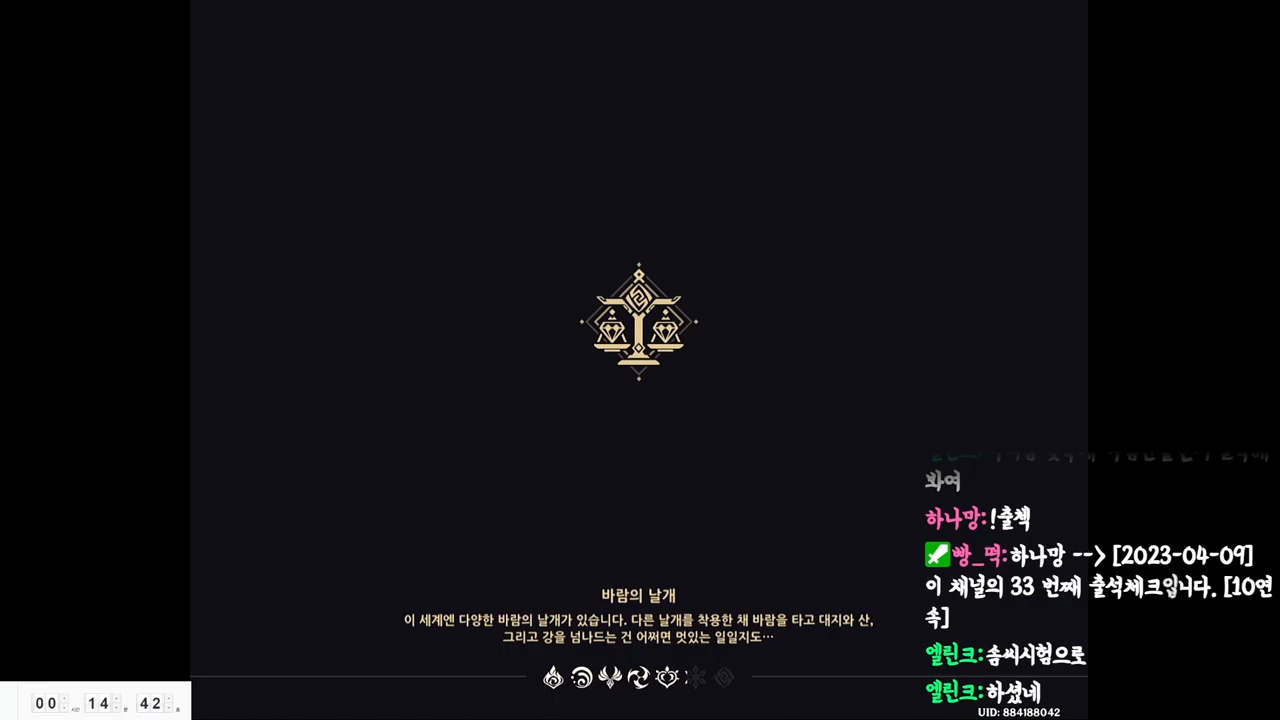 봐여
하나망:!출첵
빵_떡:하나망 --> [2023-04-09]
이 채널의 33 번째 출석체크입니다. [10연
속]
엘린크:솜씨시험으로
엘린크:하셨네
바람의 날개
이 세계엔 다양한 바람의 날개가 있습니다. 다른 날개를 착용한 채 바람을 타고 대지와 산,
그리고 강을 넘나드는 건 어쩌면 멋있는 일일지도…
00 시간 14 분 42 초
UID: 884188042